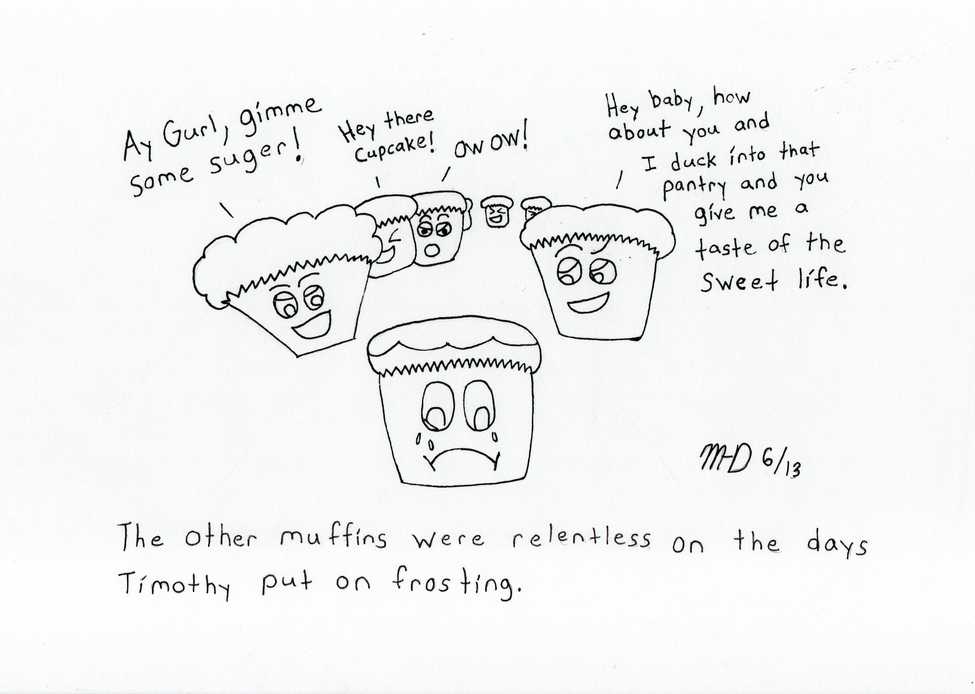 Ay Gurl, gimme
some suger!
Hey there
Cupcake!
OW OW!
Hey baby, how
about you and
I duck into that
pantry and you
give me a
taste of the
sweet life.
M-D 6/13
The other muffins were relentless on the days
Timothy put on frosting.